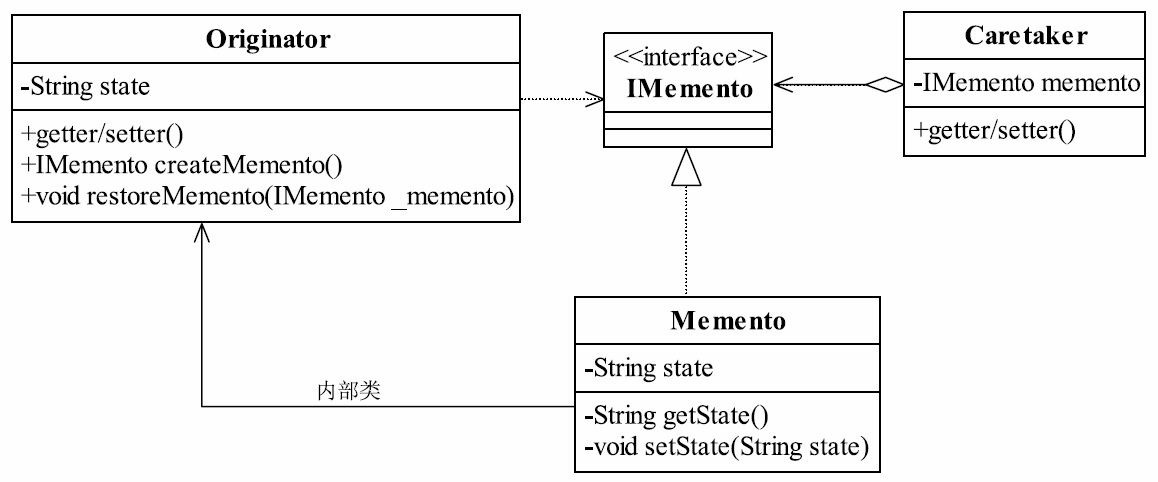 Originator
-String state
+getter/setter()
+IMemento createMemento()
+void restoreMemento(IMemento _memento)
<<interface>>
IMemento
Caretaker
-IMemento memento
+getter/setter()
内部类
Memento
-String state
-String getState()
-void setState(String state)